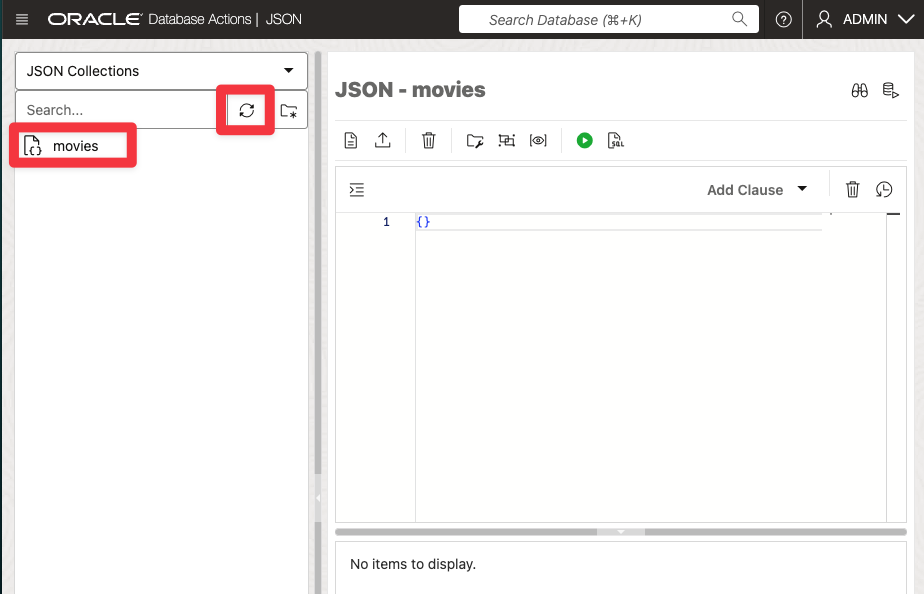 ORACLE Database Actions | JSON
Search Database (⌘+K)
ADMIN
JSON Collections
Search...
movies
JSON - movies
SQL
Add Clause
1 {}
No items to display.